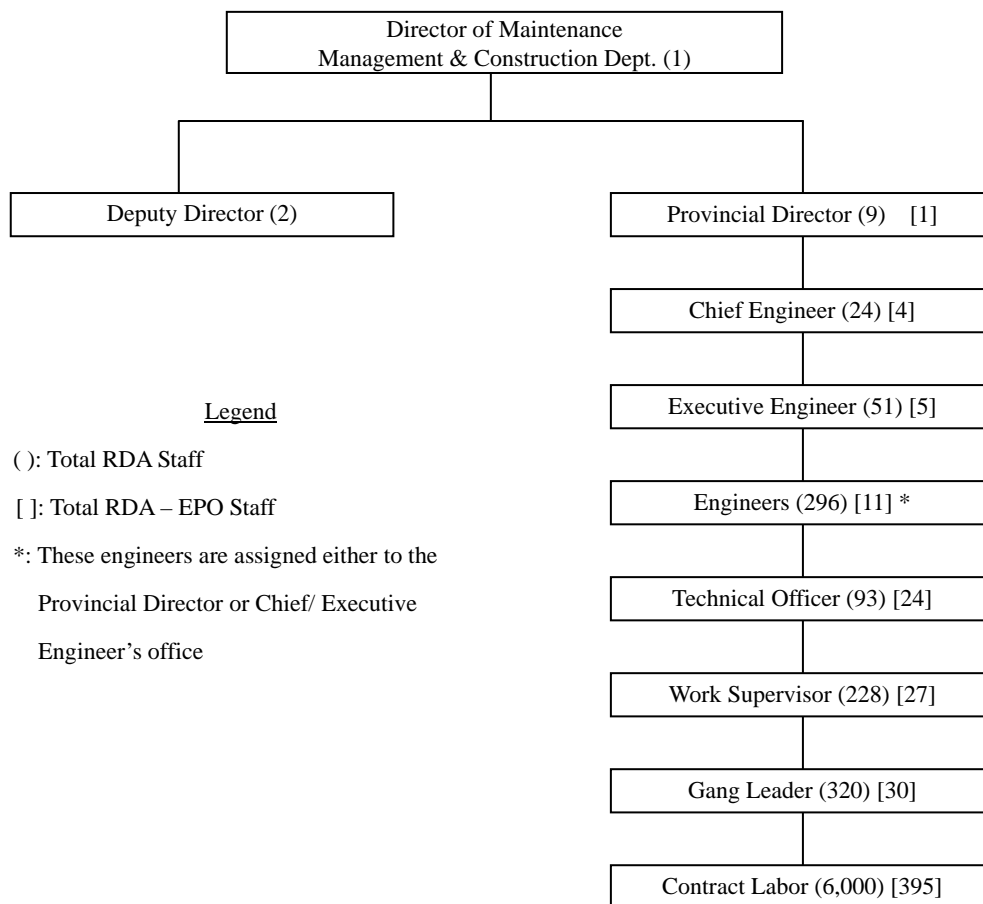 Director of Maintenance
Management & Construction Dept. (1)
Deputy Director (2)
Provincial Director (9) [1]
Chief Engineer (24) [4]
Executive Engineer (51) [5]
Engineers (296) [11] *
Technical Officer (93) [24]
Work Supervisor (228) [27]
Gang Leader (320) [30]
Contract Labor (6,000) [395]
Legend
( ): Total RDA Staff
[ ]: Total RDA – EPO Staff
*: These engineers are assigned either to the
Provincial Director or Chief/ Executive
Engineer’s office